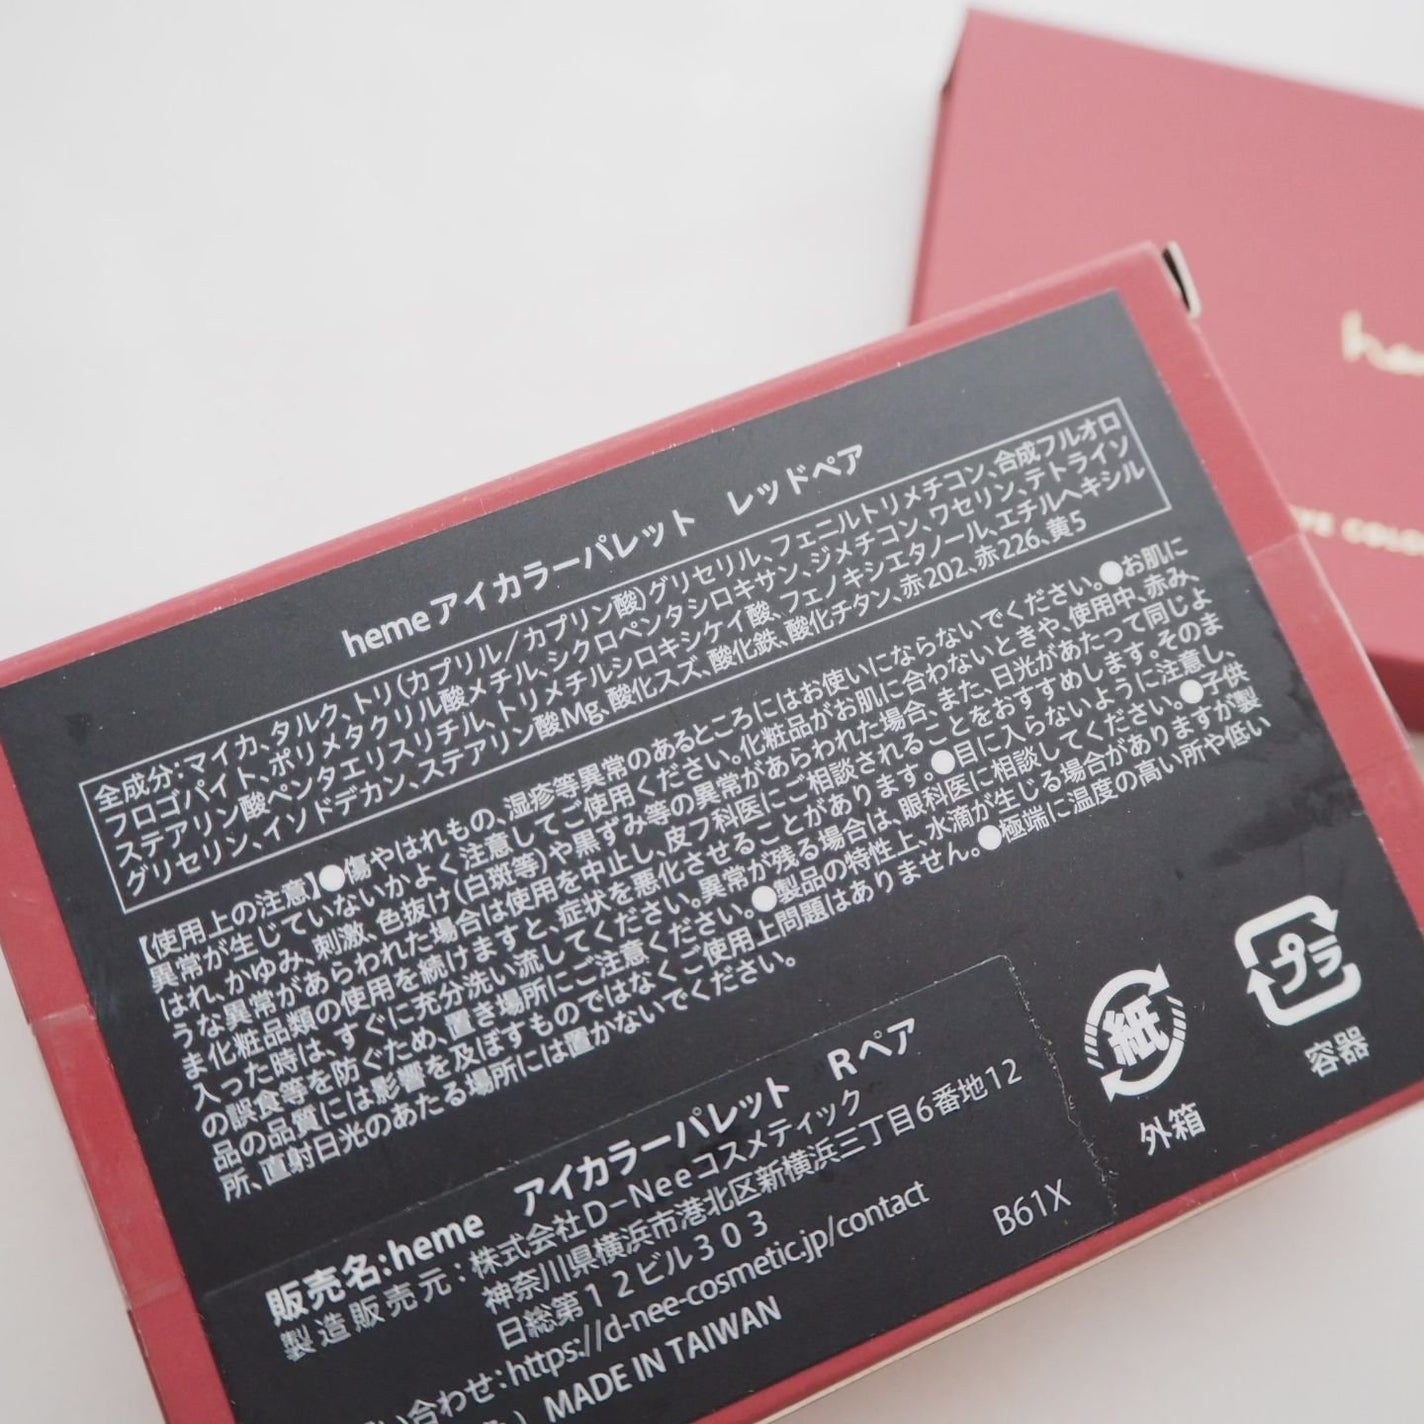 heme アイカラーパレット　レッドペア
全成分:マイカ、タルク、トリ(カプリル／カプリン酸)グリセリル、フェニルトリメチコン、合成フルオロ
フロゴパイト、ポリメタクリル酸メチル、シクロペンタシロキサン、ジメチコン、ワセリン、テトライソ
ステアリン酸ペンタエリスリチル、トリメチルシロキシケイ酸、フェノキシエタノール、エチルヘキシル
グリセリン、イソドデカン、ステアリン酸Mg、酸化スズ、酸化鉄、酸化チタン、赤202、赤226、黄5
【使用上の注意】●傷やはれもの、湿疹等異常のあるところにはお使いにならないでください。●お肌に
異常が生じていないかよく注意してご使用ください。化粧品がお肌に合わないときや、使用中、赤み、
はれ、かゆみ、刺激、色抜け(白斑等)や黒ずみ等の異常があらわれた場合、また、日光があたって同じよ
うな異常があらわれた場合は使用を中止し、皮フ科医にご相談されることをおすすめします。そのま
ま化粧品類の使用を続けますと、症状を悪化させることがあります。●目に入らないように注意し、
入った時は、すぐに充分洗い流してください。異常が残る場合は、眼科医に相談してください。●子供
の誤食等を防ぐため、置き場所にご注意ください。●製品の特性上、水滴が生じる場合がありますが製
品の品質には影響を及ぼすものではなくご使用上問題はありません。●極端に温度の高い所や低い
所、直射日光のあたる場所には置かないでください。
販売名:heme　アイカラーパレット　Rペア
製造販売元:株式会社D-Neeコスメティック
神奈川県横浜市港北区新横浜三丁目6番地12
日総第12ビル303
い合わせ:https://d-nee-cosmetic.jp/contact
) MADE IN TAIWAN
B61X
紙
外箱
プラ
容器